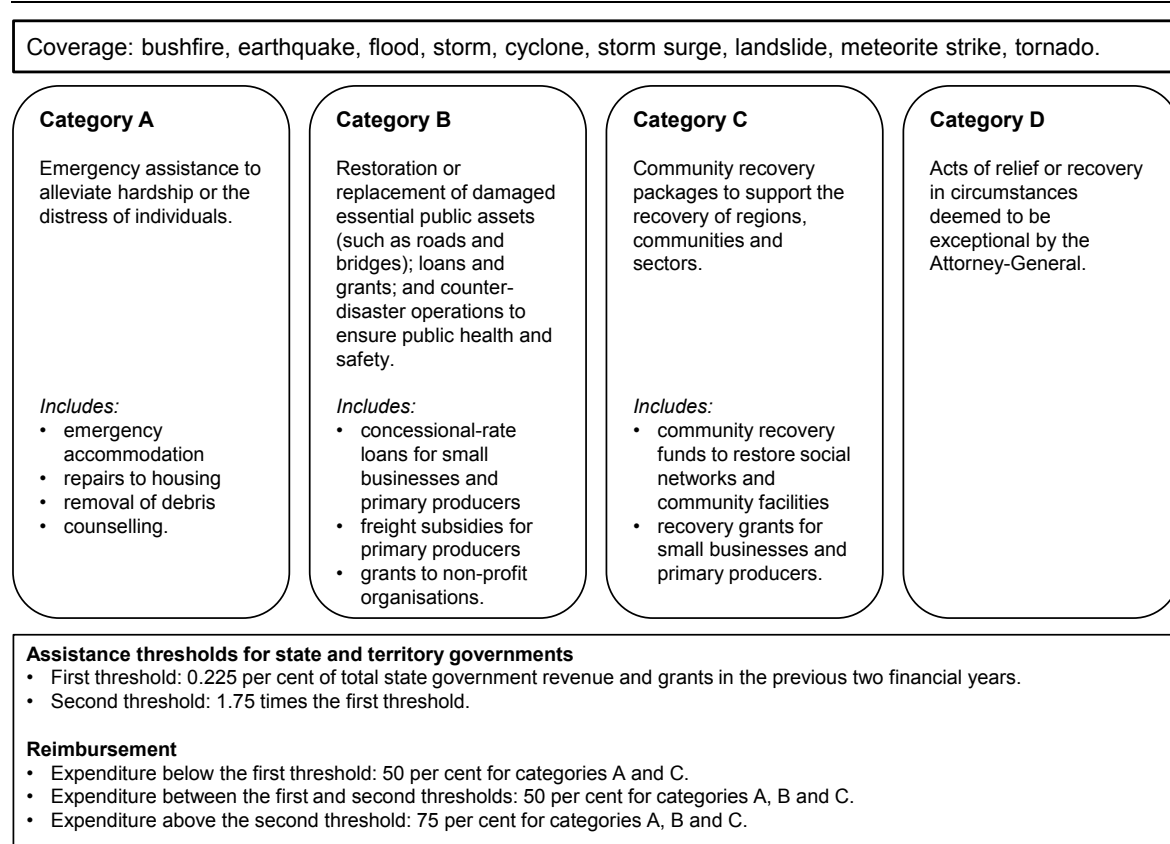 Coverage: bushfire, earthquake, flood, storm, cyclone, storm surge, landslide, meteorite strike, tornado.
Category A
Emergency assistance to
alleviate hardship or the
distress of individuals.
Includes:
• emergency
accommodation
• repairs to housing
• removal of debris
• counselling.
Category B
Restoration or
replacement of damaged
essential public assets
(such as roads and
bridges); loans and
grants; and counter-
disaster operations to
ensure public health and
safety.
Includes:
• concessional-rate
loans for small
businesses and
primary producers
• freight subsidies for
primary producers
• grants to non-profit
organisations.
Category C
Community recovery
packages to support the
recovery of regions,
communities and
sectors.
Includes:
• community recovery
funds to restore social
networks and
community facilities
• recovery grants for
small businesses and
primary producers.
Category D
Acts of relief or recovery
in circumstances
deemed to be
exceptional by the
Attorney-General.
Assistance thresholds for state and territory governments
• First threshold: 0.225 per cent of total state government revenue and grants in the previous two financial years.
• Second threshold: 1.75 times the first threshold.
Reimbursement
• Expenditure below the first threshold: 50 per cent for categories A and C.
• Expenditure between the first and second thresholds: 50 per cent for categories A, B and C.
• Expenditure above the second threshold: 75 per cent for categories A, B and C.